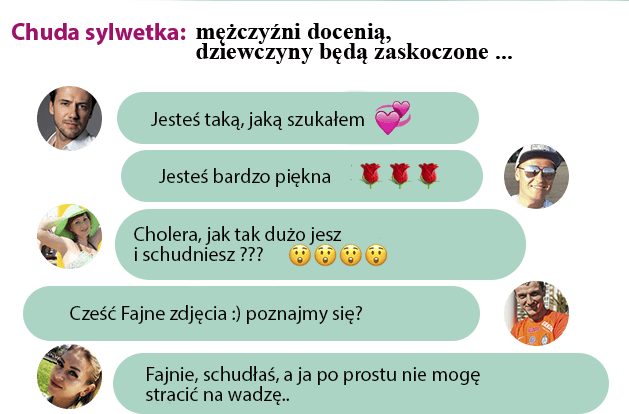 Chuda sylwetka: mężczyźni docenią,
dziewczyny będą zaskoczone ...
Jesteś taką, jaką szukałem 💞
Jesteś bardzo piękna 🌹🌹🌹
Cholera, jak tak dużo jesz
i schudniesz ??? 😲😲😲😲
Cześć Fajne zdjęcia :) poznajmy się?
Fajnie, schudłaś, a ja po prostu nie mogę
stracić na wadzę..